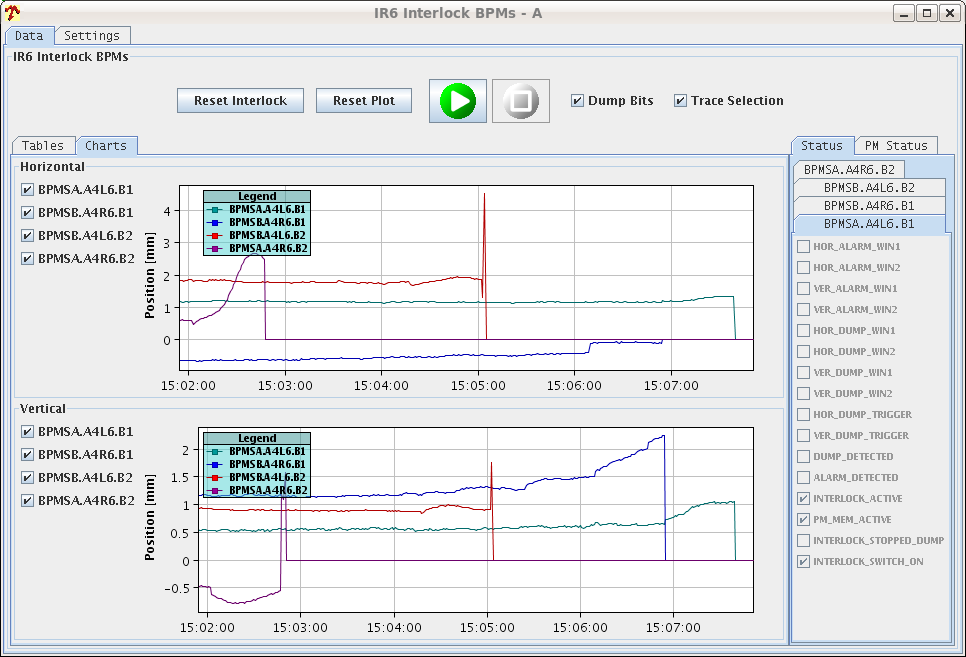 IR6 Interlock BPMs - A
Data Settings
IR6 Interlock BPMs
Reset Interlock Reset Plot Dump Bits Trace Selection
Tables Charts
Horizontal
BPMSA.A4L6.B1
BPMSB.A4R6.B1
BPMSB.A4L6.B2
BPMSA.A4R6.B2
Position [mm]
4
3
2
1
0
Legend
BPMSA.A4L6.B1
BPMSB.A4R6.B1
BPMSB.A4L6.B2
BPMSA.A4R6.B2
15:02:00 15:03:00 15:04:00 15:05:00 15:06:00 15:07:00
Vertical
BPMSA.A4L6.B1
BPMSB.A4R6.B1
BPMSB.A4L6.B2
BPMSA.A4R6.B2
Position [mm]
2
1.5
1
0.5
0
-0.5
Legend
BPMSA.A4L6.B1
BPMSB.A4R6.B1
BPMSB.A4L6.B2
BPMSA.A4R6.B2
15:02:00 15:03:00 15:04:00 15:05:00 15:06:00 15:07:00
Status PM Status
BPMSA.A4R6.B2
BPMSB.A4L6.B2
BPMSB.A4R6.B1
BPMSA.A4L6.B1
HOR_ALARM_WIN1
HOR_ALARM_WIN2
VER_ALARM_WIN1
VER_ALARM_WIN2
HOR_DUMP_WIN1
HOR_DUMP_WIN2
VER_DUMP_WIN1
VER_DUMP_WIN2
HOR_DUMP_TRIGGER
VER_DUMP_TRIGGER
DUMP_DETECTED
ALARM_DETECTED
INTERLOCK_ACTIVE
PM_MEM_ACTIVE
INTERLOCK_STOPPED_DUMP
INTERLOCK_SWITCH_ON